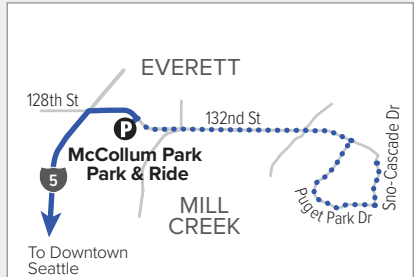 EVERETT
128th St
132nd St
P
McCollum Park
Park & Ride
5
MILL
CREEK
Puget Park Dr
Sno-Cascade Dr
To Downtown
Seattle